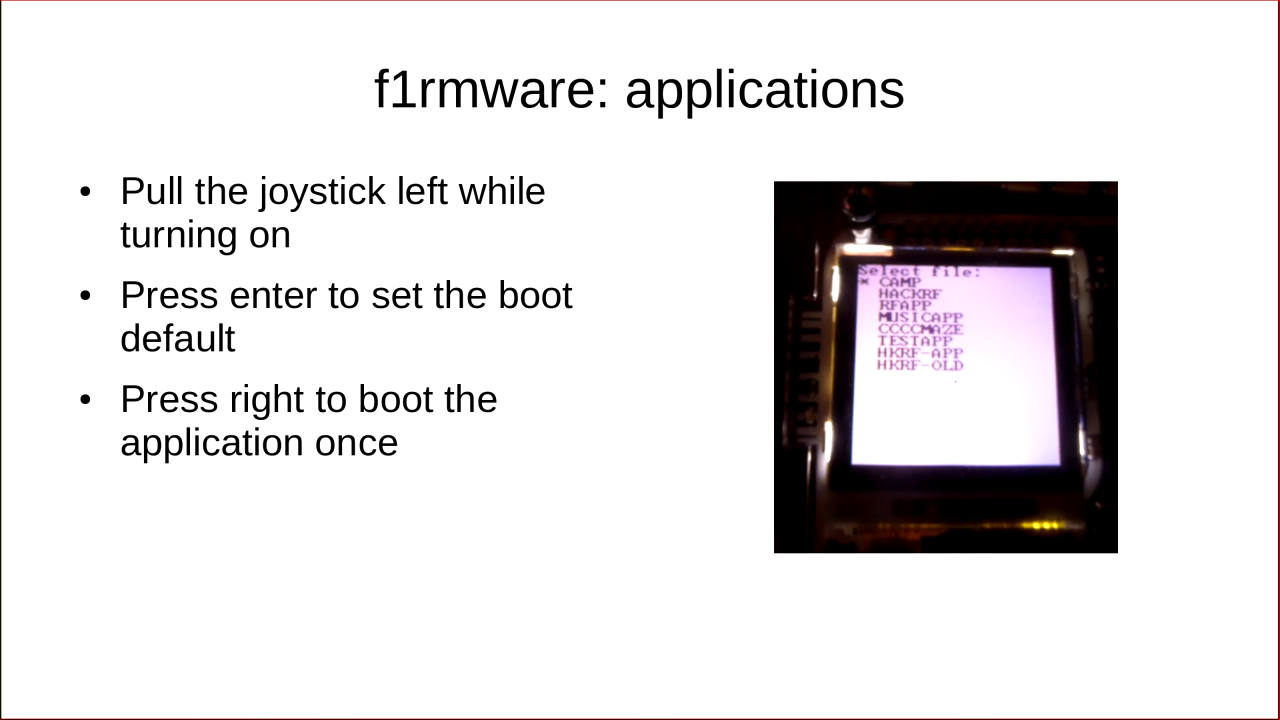 f1rmware: applications
• Pull the joystick left while
turning on
• Press enter to set the boot
default
• Press right to boot the
application once
Select file:
* CAMP
HACKRF
RFAPP
MUSICAPP
CCCCMAZE
TESTAPP
HKRF-APP
HKRF-OLD